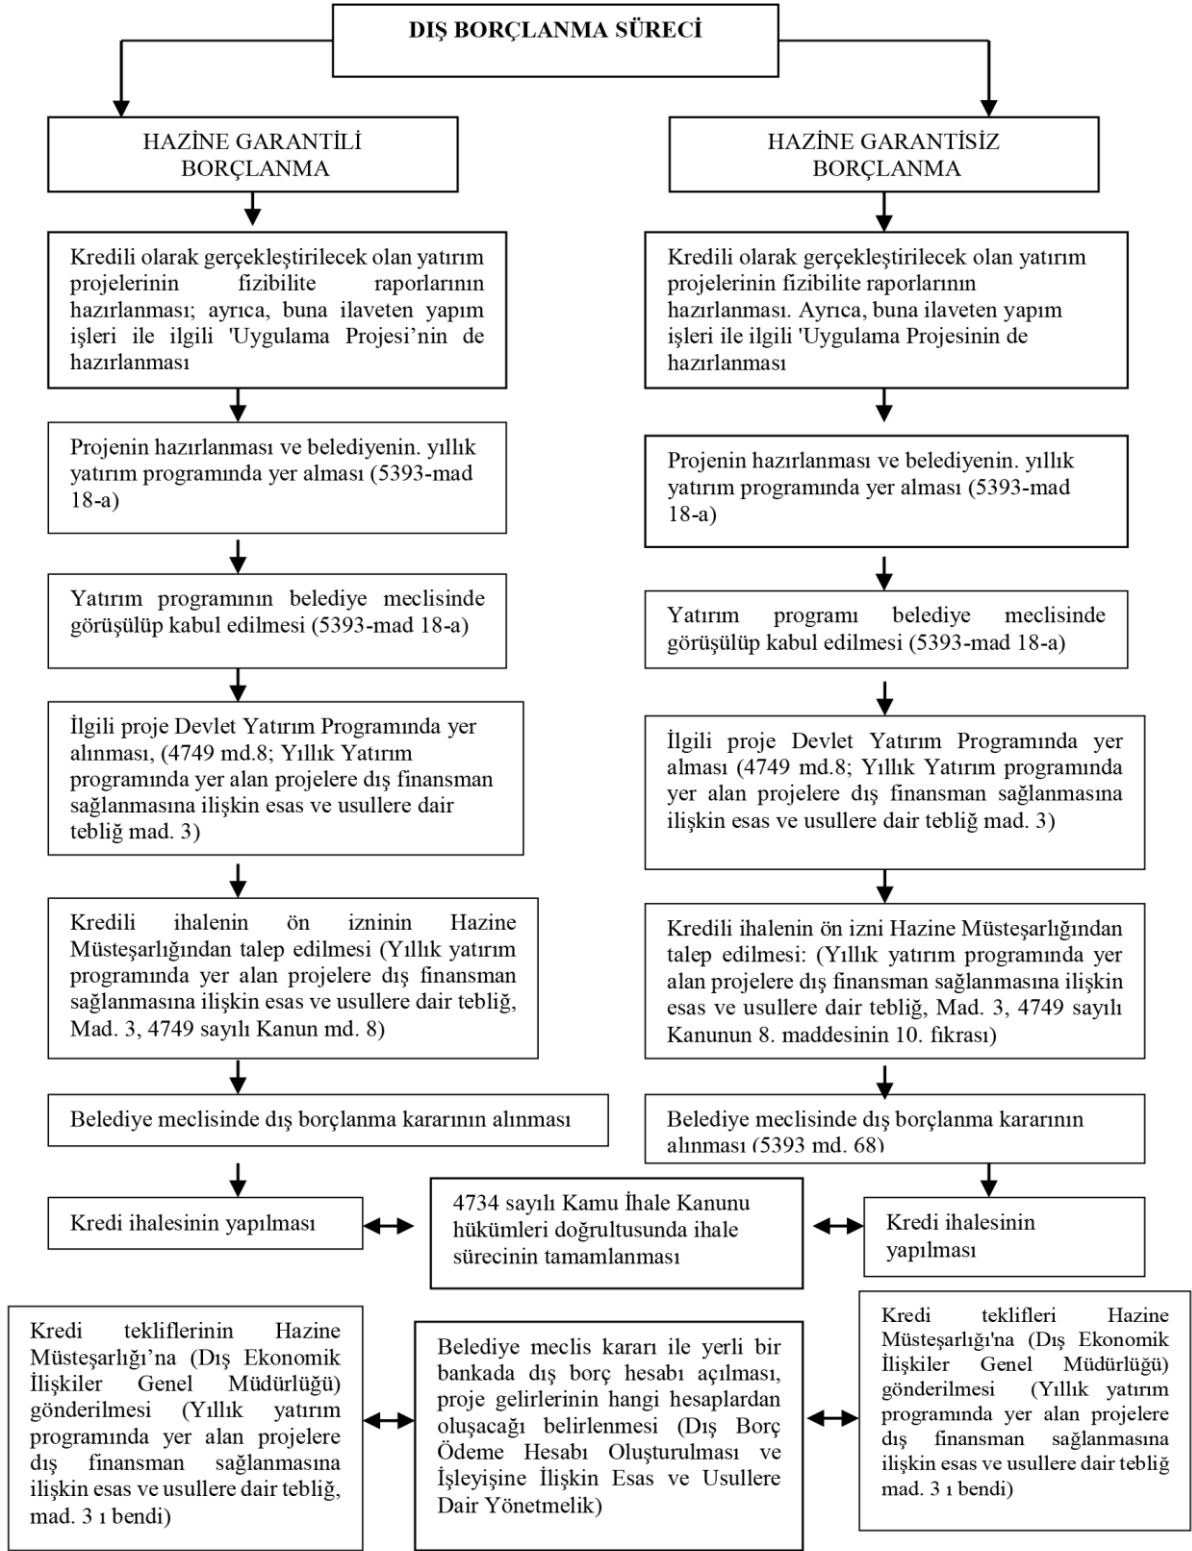 DIŞ BORÇLANMA SÜRECİ
HAZİNE GARANTİLİ
BORÇLANMA
HAZİNE GARANTİSİZ
BORÇLANMA
Kredili olarak gerçekleştirilecek olan yatırım
projelerinin fizibilite raporlarının
hazırlanması; ayrıca, buna ilaveten yapım
işleri ile ilgili 'Uygulama Projesi’nin de
hazırlanması
Kredili olarak gerçekleştirilecek olan yatırım
projelerinin fizibilite raporlarının
hazırlanması. Ayrıca, buna ilaveten yapım
işleri ile ilgili 'Uygulama Projesinin de
hazırlanması
Projenin hazırlanması ve belediyenin. yıllık
yatırım programında yer alması (5393-mad
18-a)
Projenin hazırlanması ve belediyenin. yıllık
yatırım programında yer alması (5393-mad
18-a)
Yatırım programının belediye meclisinde
görüşülüp kabul edilmesi (5393-mad 18-a)
Yatırım programı belediye meclisinde
görüşülüp kabul edilmesi (5393-mad 18-a)
İlgili proje Devlet Yatırım Programında yer
alınması, (4749 md.8; Yıllık Yatırım
programında yer alan projelere dış finansman
sağlanmasına ilişkin esas ve usullere dair
tebliğ mad. 3)
İlgili proje Devlet Yatırım Programında yer
alması (4749 md.8; Yıllık Yatırım programında
yer alan projelere dış finansman sağlanmasına
ilişkin esas ve usullere dair tebliğ mad. 3)
Kredili ihalenin ön izninin Hazine
Müsteşarlığından talep edilmesi (Yıllık yatırım
programında yer alan projelere dış finansman
sağlanmasına ilişkin esas ve usullere dair tebliğ,
Mad. 3, 4749 sayılı Kanun md. 8)
Kredili ihalenin ön izni Hazine Müsteşarlığından
talep edilmesi: (Yıllık yatırım programında yer
alan projelere dış finansman sağlanmasına ilişkin
esas ve usullere dair tebliğ, Mad. 3, 4749 sayılı
Kanunun 8. maddesinin 10. fıkrası)
Belediye meclisinde dış borçlanma kararının alınması
Belediye meclisinde dış borçlanma kararının
alınması (5393 md. 68)
Kredi ihalesinin yapılması
4734 sayılı Kamu İhale Kanunu
hükümleri doğrultusunda ihale
sürecinin tamamlanması
Kredi ihalesinin
yapılması
Kredi tekliflerinin Hazine
Müsteşarlığı’na (Dış Ekonomik
İlişkiler Genel Müdürlüğü)
gönderilmesi (Yıllık yatırım
programında yer alan projelere
dış finansman sağlanmasına
ilişkin esas ve usullere dair tebliğ,
mad. 3 ı bendi)
Belediye meclis kararı ile yerli bir
bankada dış borç hesabı açılması,
proje gelirlerinin hangi hesaplardan
oluşacağı belirlenmesi (Dış Borç
Ödeme Hesabı Oluşturulması ve
İşleyişine İlişkin Esas ve Usullere
Dair Yönetmelik)
Kredi teklifleri Hazine
Müsteşarlığı'na (Dış Ekonomik
İlişkiler Genel Müdürlüğü)
gönderilmesi (Yıllık yatırım
programında yer alan projelere
dış finansman sağlanmasına
ilişkin esas ve usullere dair tebliğ
mad. 3 ı bendi)